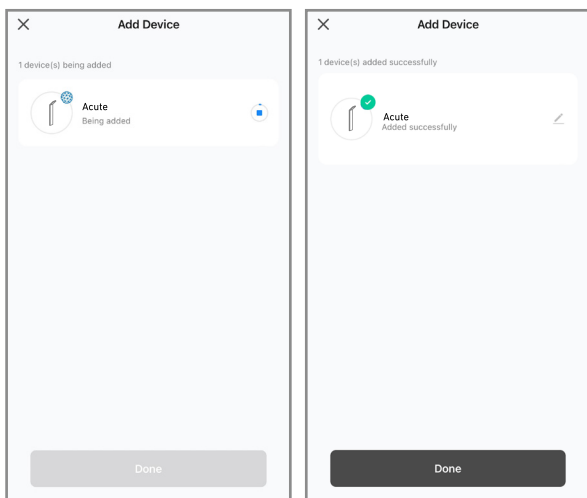 Add Device
1 device(s) being added
Acute
Being added
Done
Add Device
1 device(s) added successfully
Acute
Added successfully
Done